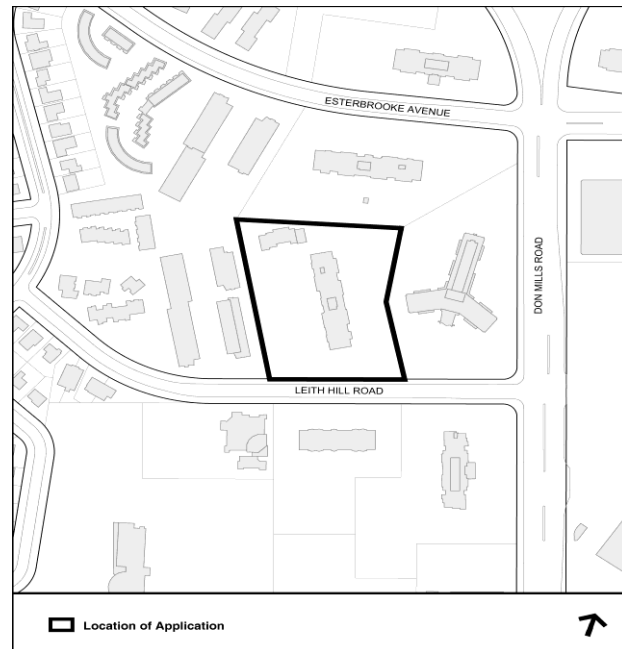 ESTERBROOKE AVENUE
DON MILLS ROAD
LEITH HILL ROAD
Location of Application